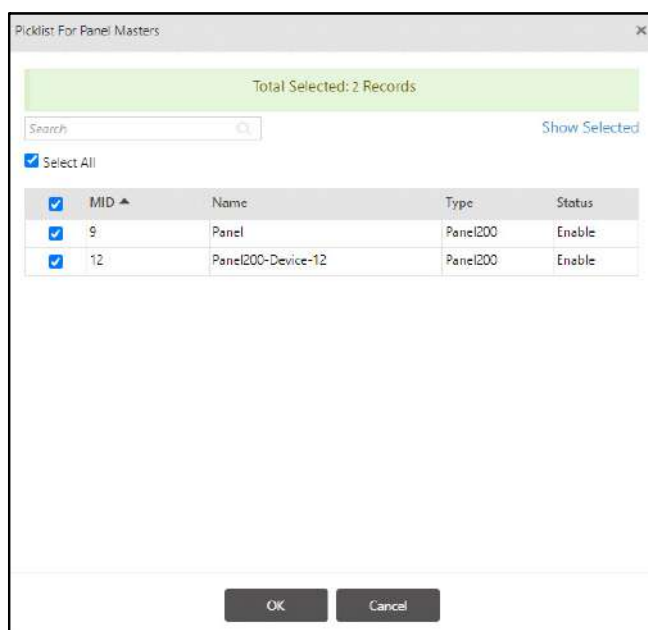 Picklist For Panel Masters
Total Selected: 2 Records
Search
Show Selected
Select All
MID Name Type Status
9 Panel Panel200 Enable
12 Panel200-Device-12 Panel200 Enable
OK Cancel